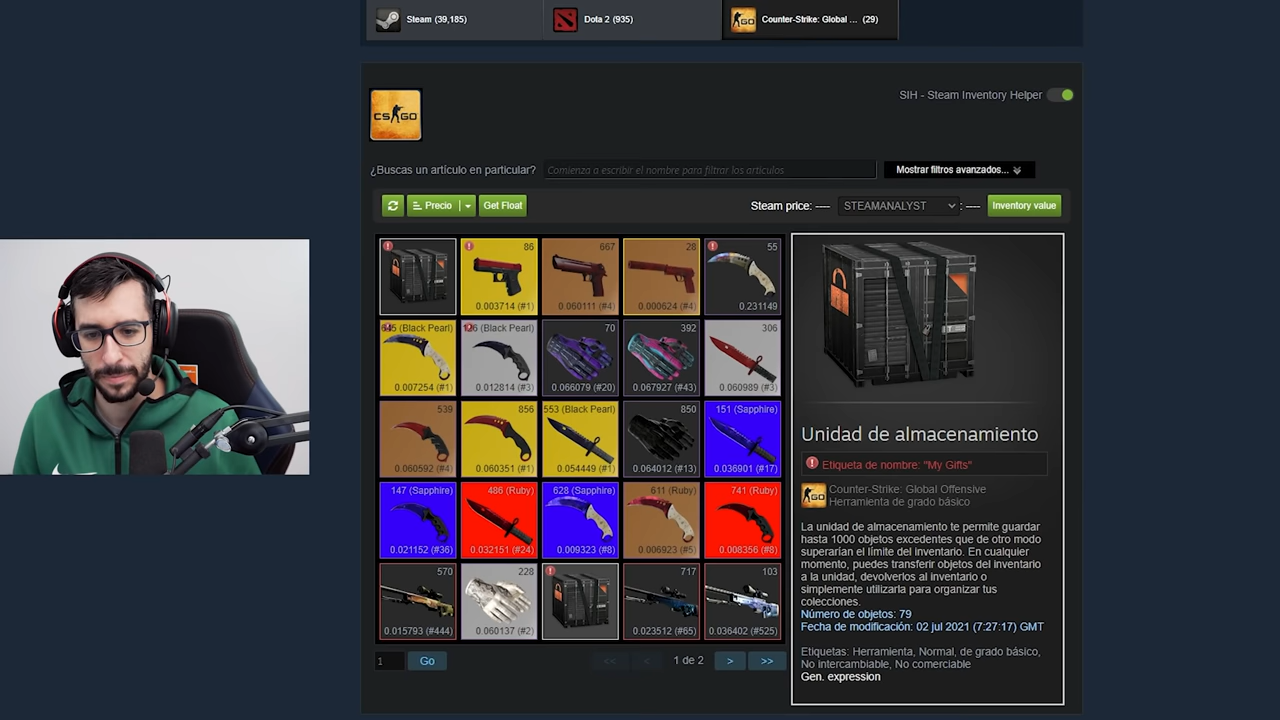 Steam (39,185)
Dota 2 (935)
GO
Counter-Strike: Global ... (29)
CS GO
SIH - Steam Inventory Helper
¿Buscas un artículo en particular?
Comienza a escribir el nombre para filtrar los artículos
Mostrar filtros avanzados...
Precio
Get Float
Steam price: ----
STEAMANALYST
: ----
Inventory value
86
667
28
55
0.003714 (#1)
0.060111 (#4)
0.000624 (#4)
0.231149
(Black Pearl)
(Black Pearl)
70
392
306
0.007254 (#1)
0.012814 (#3)
0.066079 (#20)
0.067927 (#43)
0.060989 (#3)
539
856
553 (Black Pearl)
850
151 (Sapphire)
0.060592 (#4)
0.060351 (#1)
0.054449 (#1)
0.064012 (#13)
0.036901 (#17)
147 (Sapphire)
486 (Ruby)
628 (Sapphire)
611 (Ruby)
741 (Ruby)
0.021152 (#36)
0.032151 (#24)
0.009323 (#8)
0.006923 (#5)
0.008356 (#8)
570
228
717
103
0.015793 (#444)
0.060137 (#2)
0.023512 (#65)
0.036402 (#525)
1
Go
<<
<
1 de 2
>
>>
Unidad de almacenamiento
Etiqueta de nombre: "My Gifts"
GO
Counter-Strike: Global Offensive
Herramienta de grado básico
La unidad de almacenamiento te permite guardar
hasta 1000 objetos excedentes que de otro modo
superarían el límite del inventario. En cualquier
momento, puedes transferir objetos del inventario
a la unidad, devolverlos al inventario o
simplemente utilizarla para organizar tus
colecciones.
Número de objetos: 79
Fecha de modificación: 02 jul 2021 (7:27:17) GMT
Etiquetas: Herramienta, Normal, de grado básico,
No intercambiable, No comerciable
Gen. expression